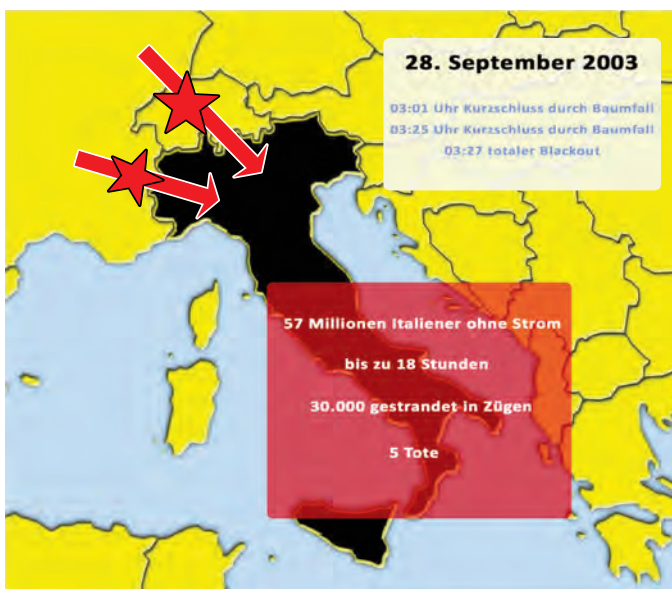 28. September 2003
03:01 Uhr Kurzschluss durch Baumfall
03:25 Uhr Kurzschluss durch Baumfall
03:27 totaler Blackout
57 Millionen Italiener ohne Strom
bis zu 18 Stunden
30.000 gestrandet in Zügen
5 Tote